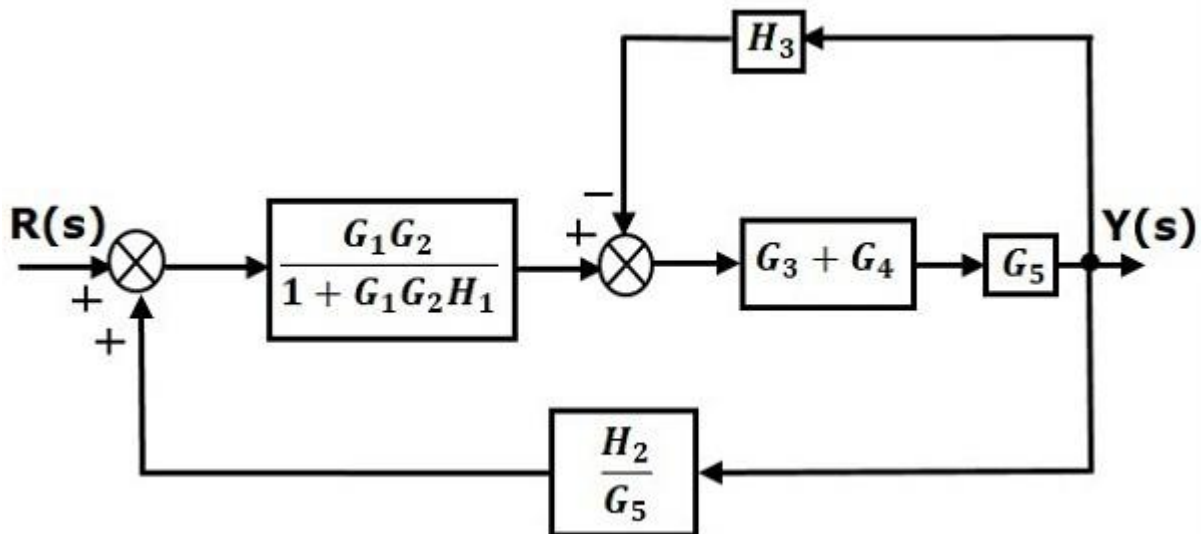 H₃
−
R(s)
+
+
G₁G₂
1 + G₁G₂H₁
+
G₃ + G₄
G₅
Y(s)
H₂
G₅